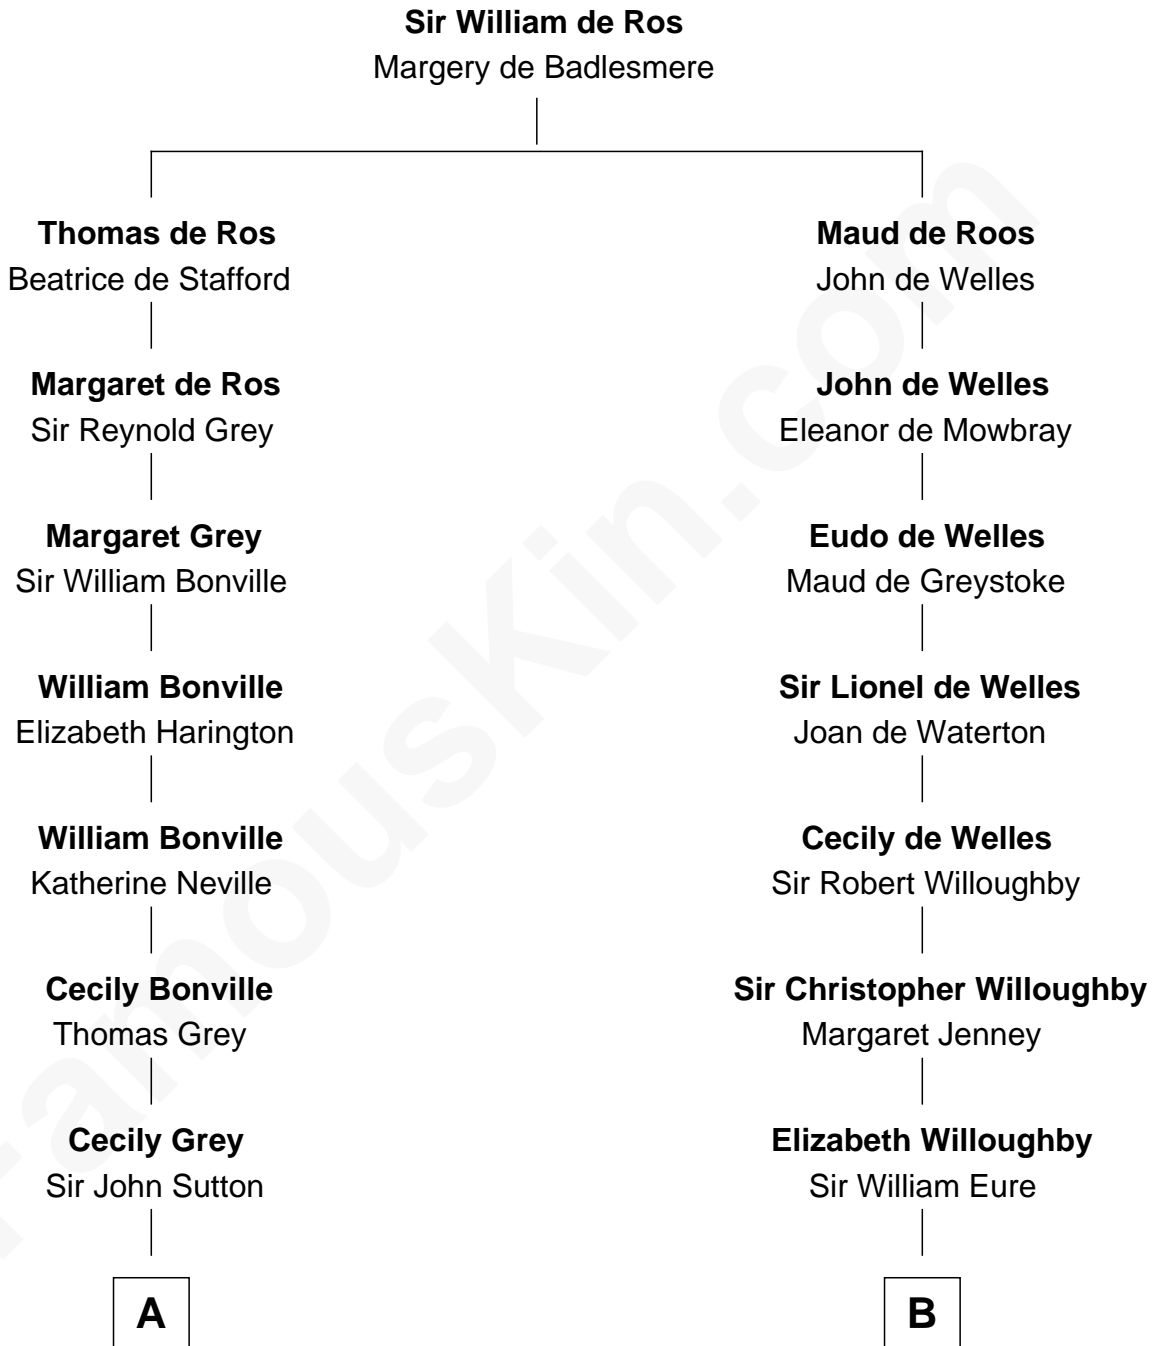 Sir William de Ros
Margery de Badlesmere
Thomas de Ros
Beatrice de Stafford
Margaret de Ros
Sir Reynold Grey
Margaret Grey
Sir William Bonville
William Bonville
Elizabeth Harington
William Bonville
Katherine Neville
Cecily Bonville
Thomas Grey
Cecily Grey
Sir John Sutton
A
Maud de Roos
John de Welles
John de Welles
Eleanor de Mowbray
Eudo de Welles
Maud de Greystoke
Sir Lionel de Welles
Joan de Waterton
Cecily de Welles
Sir Robert Willoughby
Sir Christopher Willoughby
Margaret Jenney
Elizabeth Willoughby
Sir William Eure
B
FamousKin.com